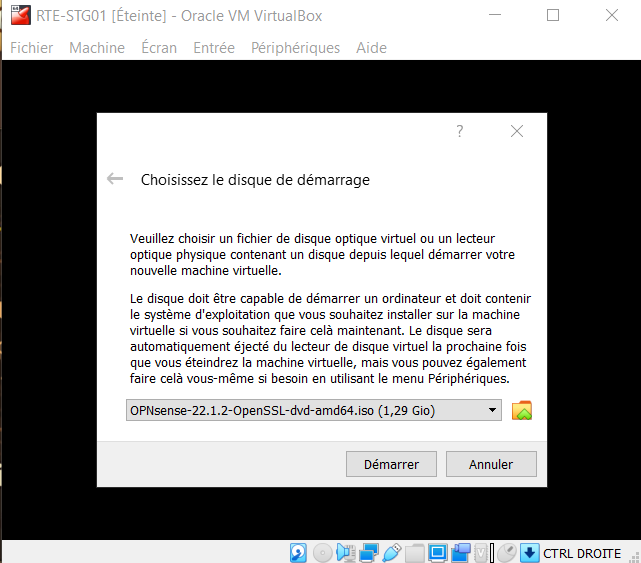 RTE-STG01 [Éteinte] - Oracle VM VirtualBox
Fichier Machine Écran Entrée Périphériques Aide
?
Choisissez le disque de démarrage
Veuillez choisir un fichier de disque optique virtuel ou un lecteur
optique physique contenant un disque depuis lequel démarrer votre
nouvelle machine virtuelle.
Le disque doit être capable de démarrer un ordinateur et doit contenir
le système d'exploitation que vous souhaitez installer sur la machine
virtuelle si vous souhaitez faire celà maintenant. Le disque sera
automatiquement éjecté du lecteur de disque virtuel la prochaine fois
que vous éteindrez la machine virtuelle, mais vous pouvez également
faire celà vous-même si besoin en utilisant le menu Périphériques.
OPNsense-22.1.2-OpenSSL-dvd-amd64.iso (1,29 Gio)
Démarrer Annuler
CTRL DROITE